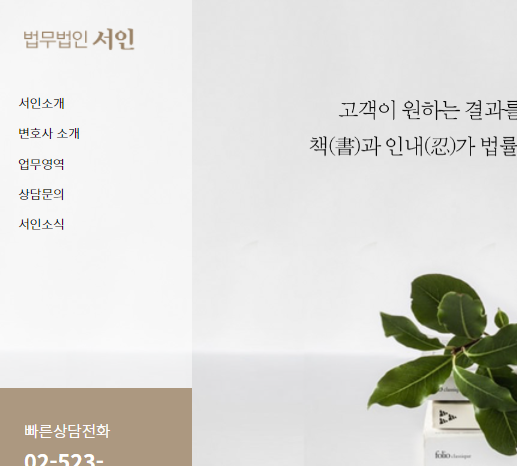 법무법인 서인
서인소개
변호사 소개
업무영역
상담문의
서인소식
고객이 원하는 결과를
책(書)과 인내(忍)가 법률
빠른상담전화
02-523-
folio classique